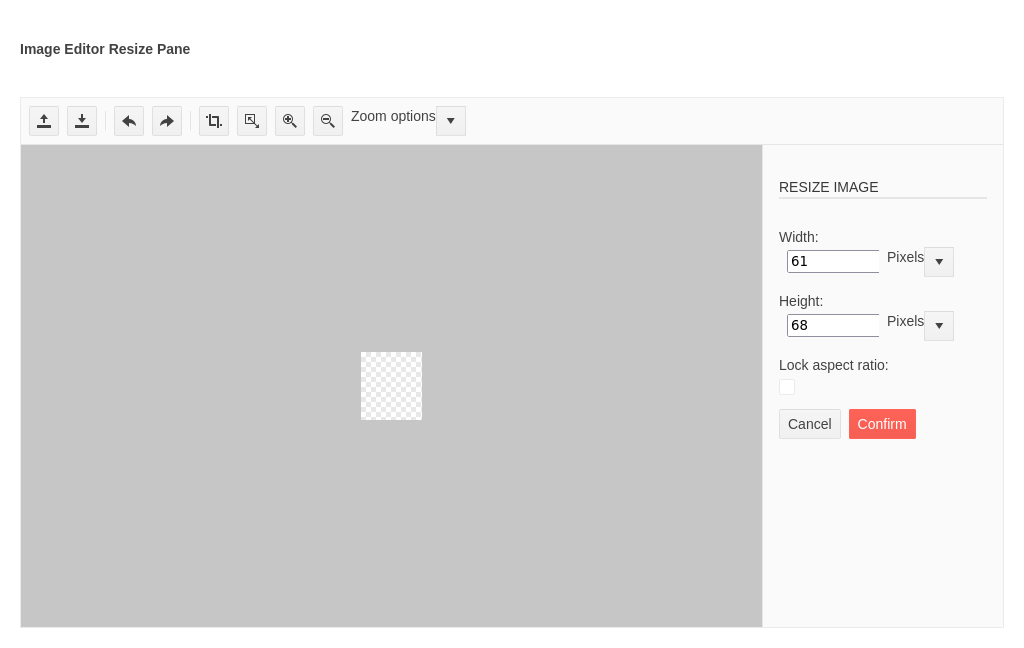 Image Editor Resize Pane
Zoom options
RESIZE IMAGE
Width:
61 Pixels
Height:
68 Pixels
Lock aspect ratio:
Cancel Confirm